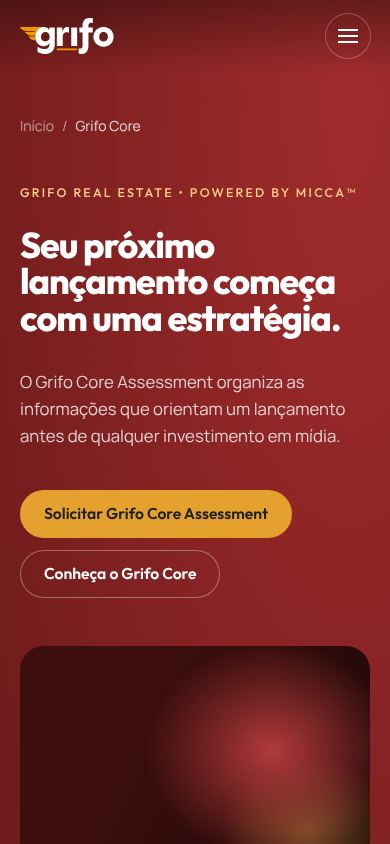 grifo
Início / Grifo Core
GRIFO REAL ESTATE • POWERED BY MICCA™
Seu próximo
lançamento começa
com uma estratégia.
O Grifo Core Assessment organiza as
informações que orientam um lançamento
antes de qualquer investimento em mídia.
Solicitar Grifo Core Assessment
Conheça o Grifo Core